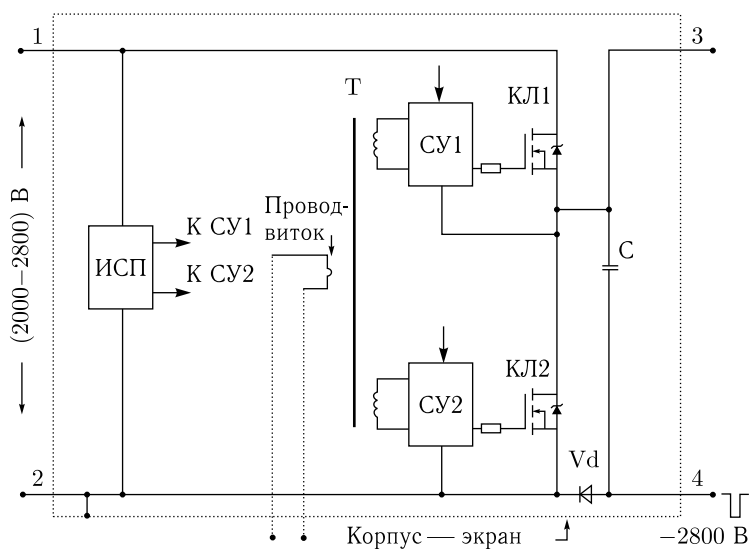 1
3
T
КЛ1
СУ1
Провод-
виток
К СУ1
К СУ2
ИСП
(2000−2800) В
C
КЛ2
СУ2
Vd
2
4
Корпус — экран
−2800 В